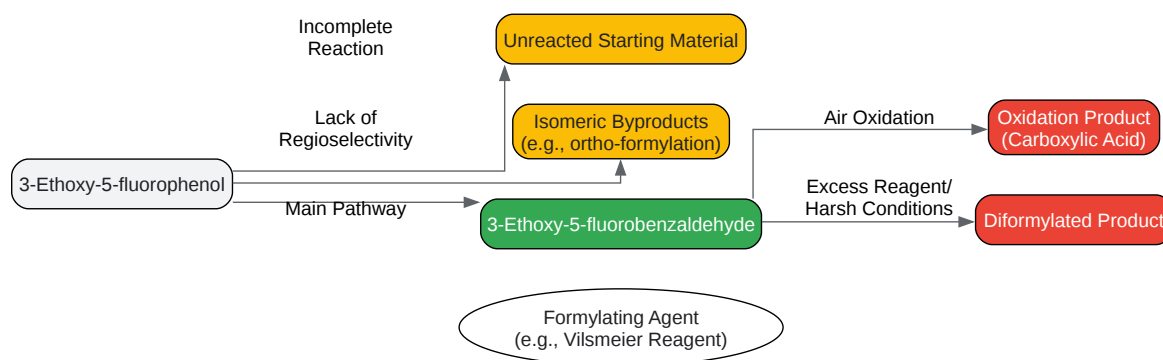 Incomplete
Reaction
Unreacted Starting Material
Lack of
Regioselectivity
Isomeric Byproducts
(e.g., ortho-formylation)
Air Oxidation
Oxidation Product
(Carboxylic Acid)
3-Ethoxy-5-fluorophenol
Main Pathway
3-Ethoxy-5-fluorobenzaldehyde
Excess Reagent/
Harsh Conditions
Diformylated Product
Formylating Agent
(e.g., Vilsmeier Reagent)